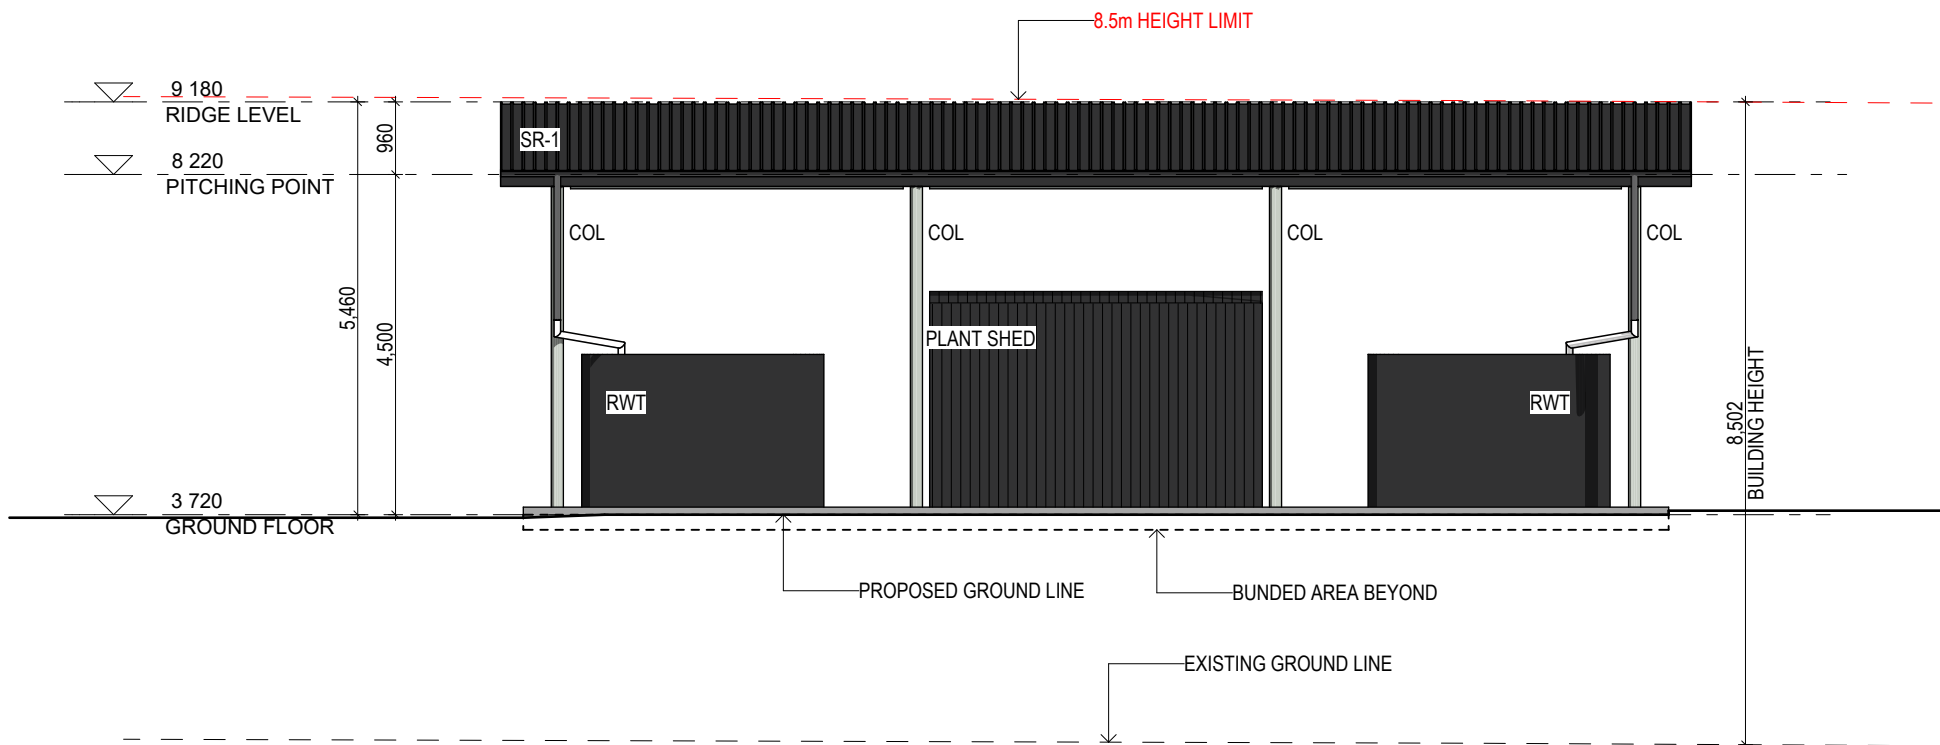 8.5m HEIGHT LIMIT
9 180
RIDGE LEVEL
960
SR-1
8 220
PITCHING POINT
COL
COL
COL
COL
5,460
4,500
PLANT SHED
RWT
RWT
8,502
BUILDING HEIGHT
3 720
GROUND FLOOR
PROPOSED GROUND LINE
BUNDED AREA BEYOND
EXISTING GROUND LINE